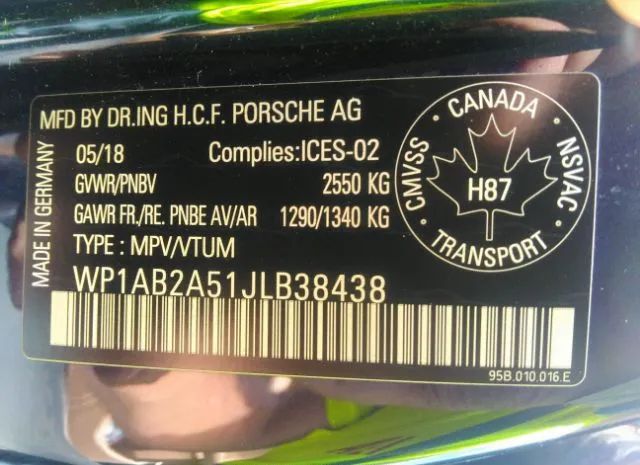 MFD BY DR.ING H.C.F. PORSCHE AG
05/18 Complies:ICES-02
GVWR/PNBV 2550 KG
GAWR FR./RE. PNBE AV/AR 1290/1340 KG
TYPE : MPV/VTUM
WP1AB2A51JLB38438
MADE IN GERMANY
CANADA
CMVSS
NSVAC
H87
TRANSPORT
95B.010.016.E